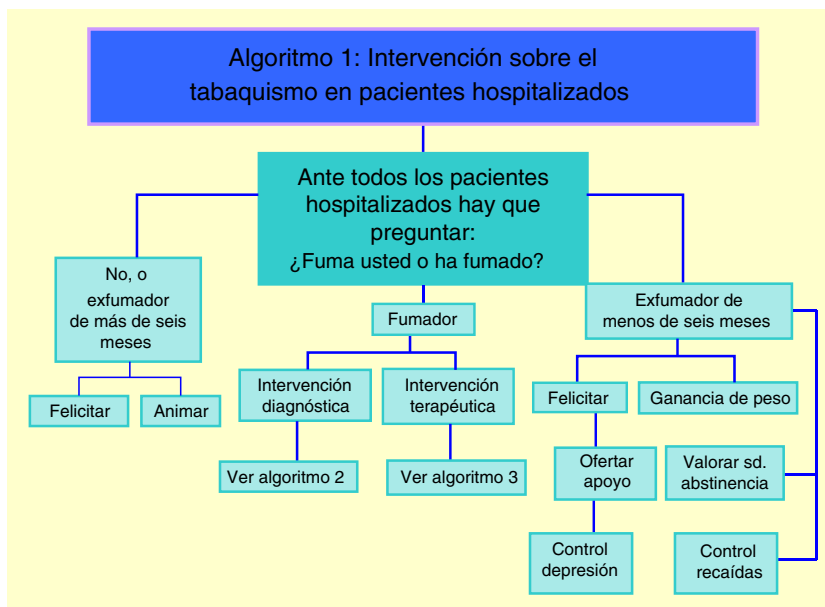 Algoritmo 1: Intervención sobre el
tabaquismo en pacientes hospitalizados
Ante todos los pacientes
hospitalizados hay que
preguntar:
¿Fuma usted o ha fumado?
No, o
exfumador
de más de seis
meses
Felicitar
Animar
Fumador
Intervención
diagnóstica
Ver algoritmo 2
Intervención
terapéutica
Ver algoritmo 3
Exfumador de
menos de seis meses
Felicitar
Ganancia de peso
Ofertar
apoyo
Valorar sd.
abstinencia
Control
depresión
Control
recaídas